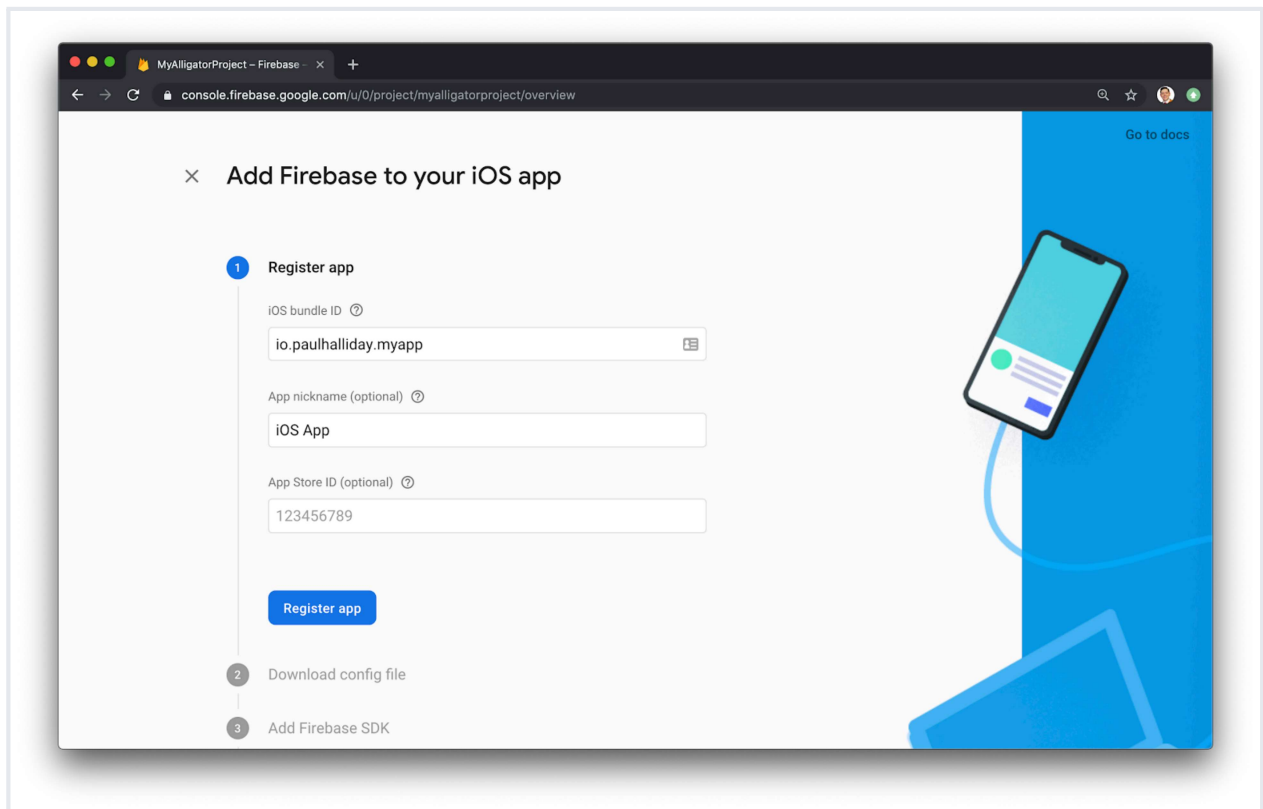 MyAlligatorProject – Firebase -
console.firebase.google.com/u/0/project/myalligatorproject/overview
Go to docs
Add Firebase to your iOS app
1 Register app
iOS bundle ID
io.paulhalliday.myapp
App nickname (optional)
iOS App
App Store ID (optional)
123456789
Register app
2 Download config file
3 Add Firebase SDK